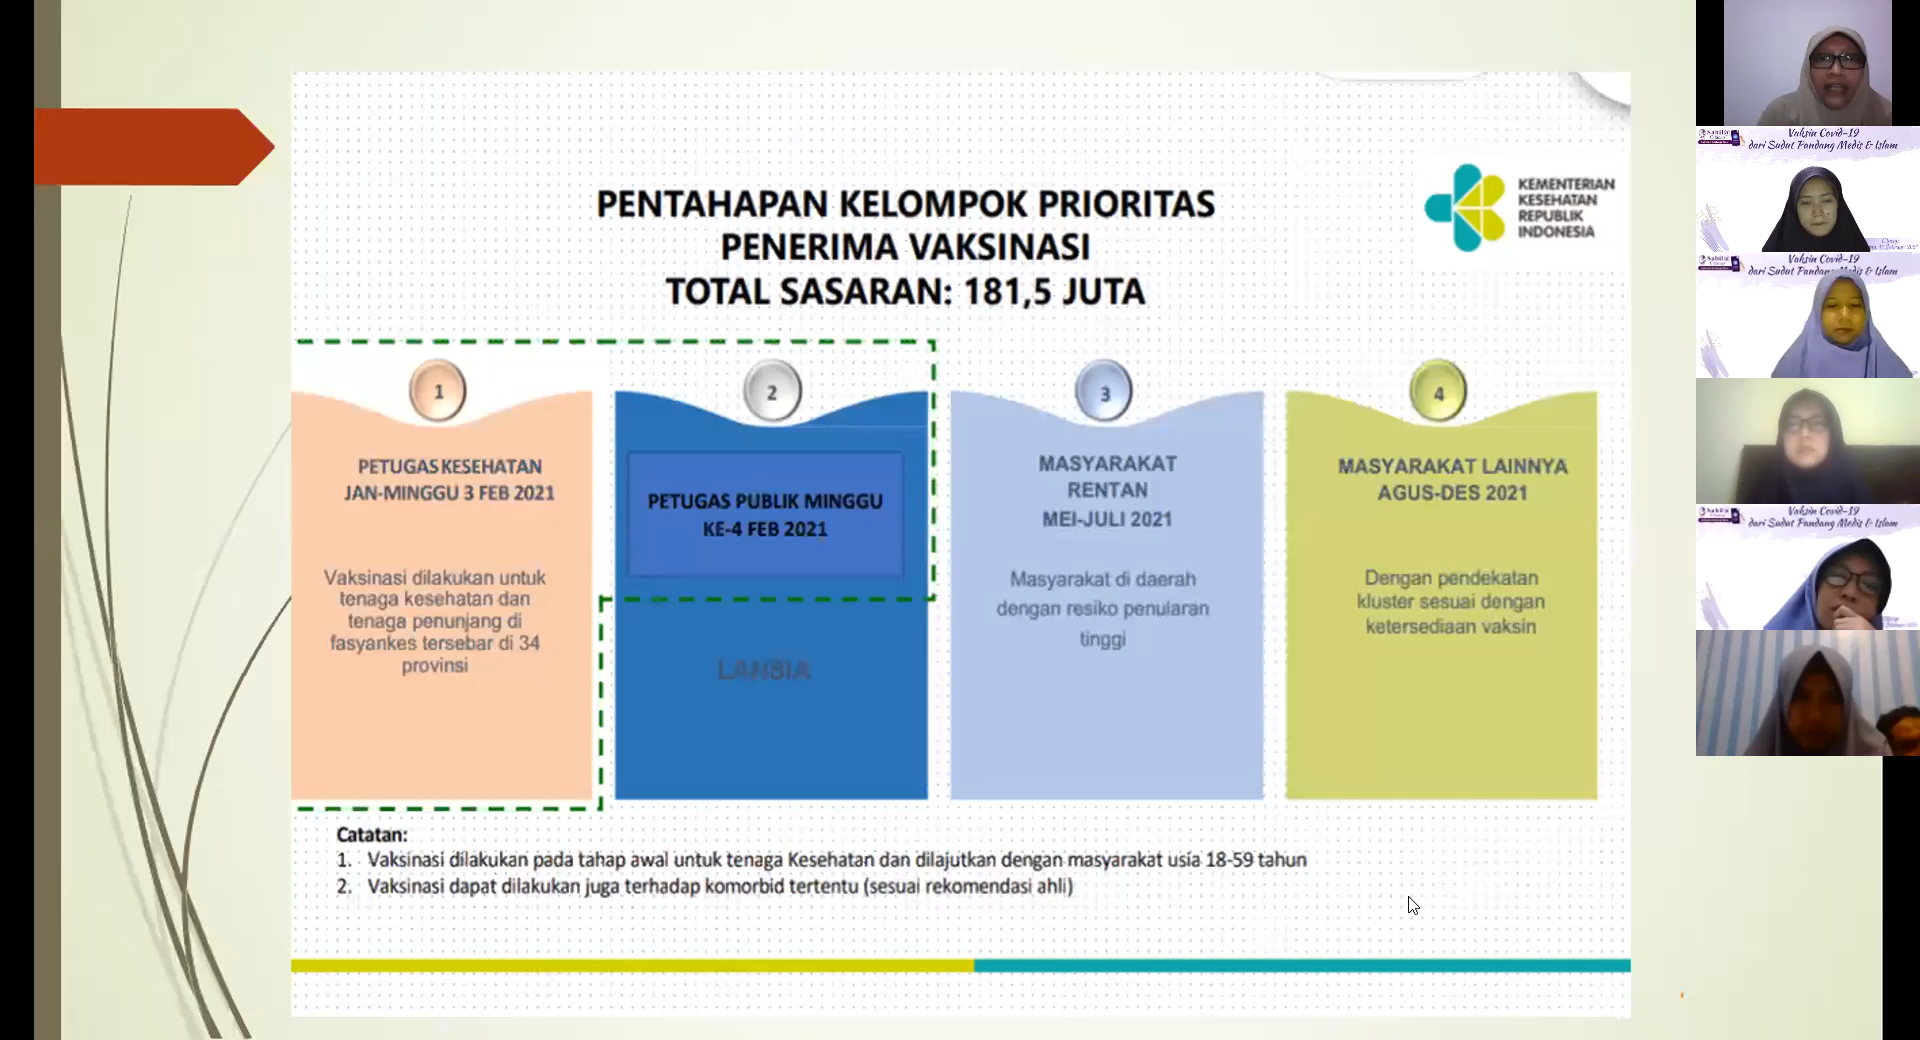 PENTAHAPAN KELOMPOK PRIORITAS
PENERIMA VAKSINASI
TOTAL SASARAN: 181,5 JUTA
KEMENTERIAN
KESEHATAN
REPUBLIK
INDONESIA
1
PETUGAS KESEHATAN
JAN-MINGGU 3 FEB 2021
Vaksinasi dilakukan untuk
tenaga kesehatan dan
tenaga penunjang di
fasyankes tersebar di 34
provinsi
2
PETUGAS PUBLIK MINGGU
KE-4 FEB 2021
LANSIA
3
MASYARAKAT
RENTAN
MEI-JULI 2021
Masyarakat di daerah
dengan resiko penularan
tinggi
4
MASYARAKAT LAINNYA
AGUS-DES 2021
Dengan pendekatan
kluster sesuai dengan
ketersediaan vaksin
Catatan:
1. Vaksinasi dilakukan pada tahap awal untuk tenaga Kesehatan dan dilajutkan dengan masyarakat usia 18-59 tahun
2. Vaksinasi dapat dilakukan juga terhadap komorbid tertentu (sesuai rekomendasi ahli)
Vaksin Covid-19
dari Sudut Pandang Medis & Islam
Vaksin Covid-19
dari Sudut Pandang Medis & Islam
Vaksin Covid-19
dari Sudut Pandang Medis & Islam